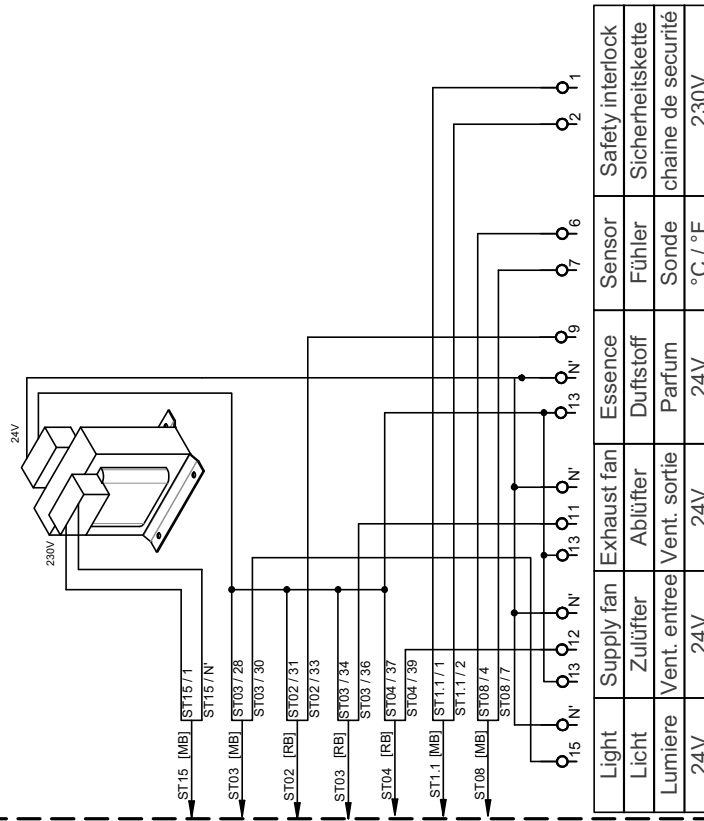 24V
230V
ST15 [MB]
ST15 / 1
ST15 / N'
ST03 [MB]
ST03 / 28
ST03 / 30
ST02 [RB]
ST02 / 31
ST02 / 33
ST03 [RB]
ST03 / 34
ST03 / 36
ST04 [RB]
ST04 / 37
ST04 / 39
ST1.1 [MB]
ST1.1 / 1
ST1.1 / 2
ST08 [MB]
ST08 / 4
ST08 / 7
15
N'
13
12
N'
13
11
N'
13
N'
9
7
6
2
1
Light
Licht
Lumiere
24V
Supply fan
Zulüfter
Vent. entree
24V
Exhaust fan
Ablüfter
Vent. sortie
24V
Essence
Duftstoff
Parfum
24V
Sensor
Fühler
Sonde
°C / °F
Safety interlock
Sicherheitskette
chaine de securité
230V